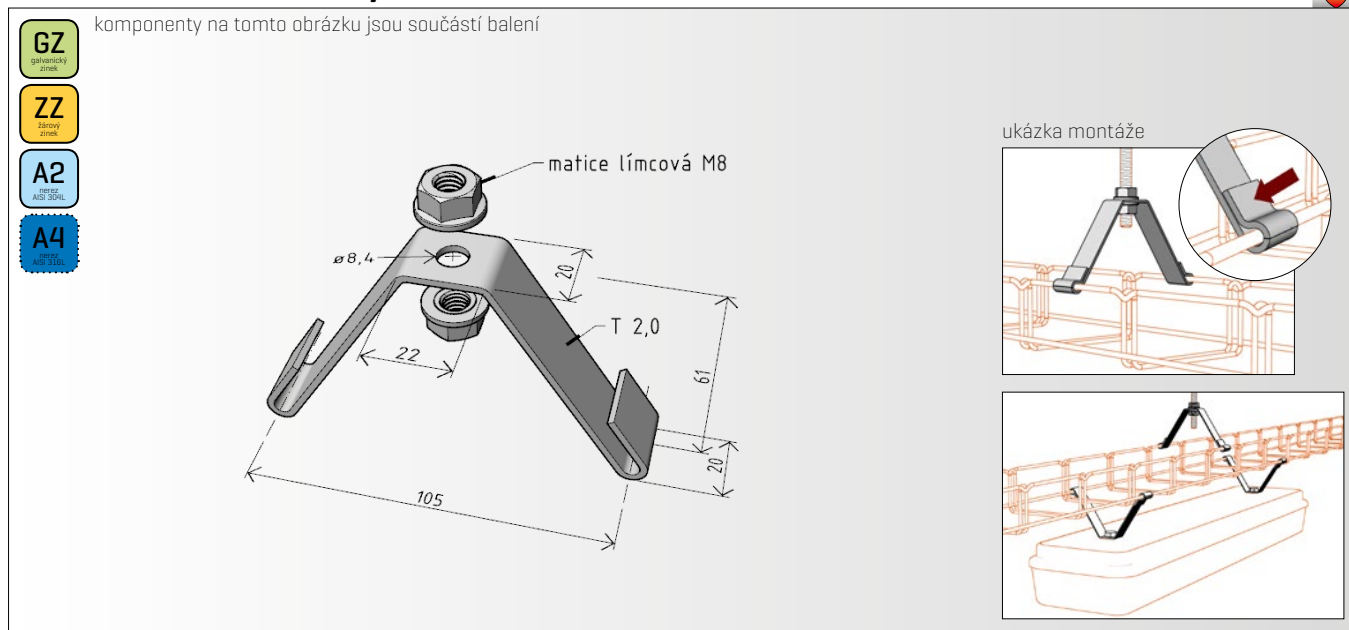 komponenty na tomto obrázku jsou součástí balení
GZ
galvanický
zinek
ZZ
žárový
zinek
A2
nerez
AISI 304L
A4
nerez
AISI 316L
matice límcová M8
ø8,4
20
T 2,0
22
61
20
105
ukázka montáže